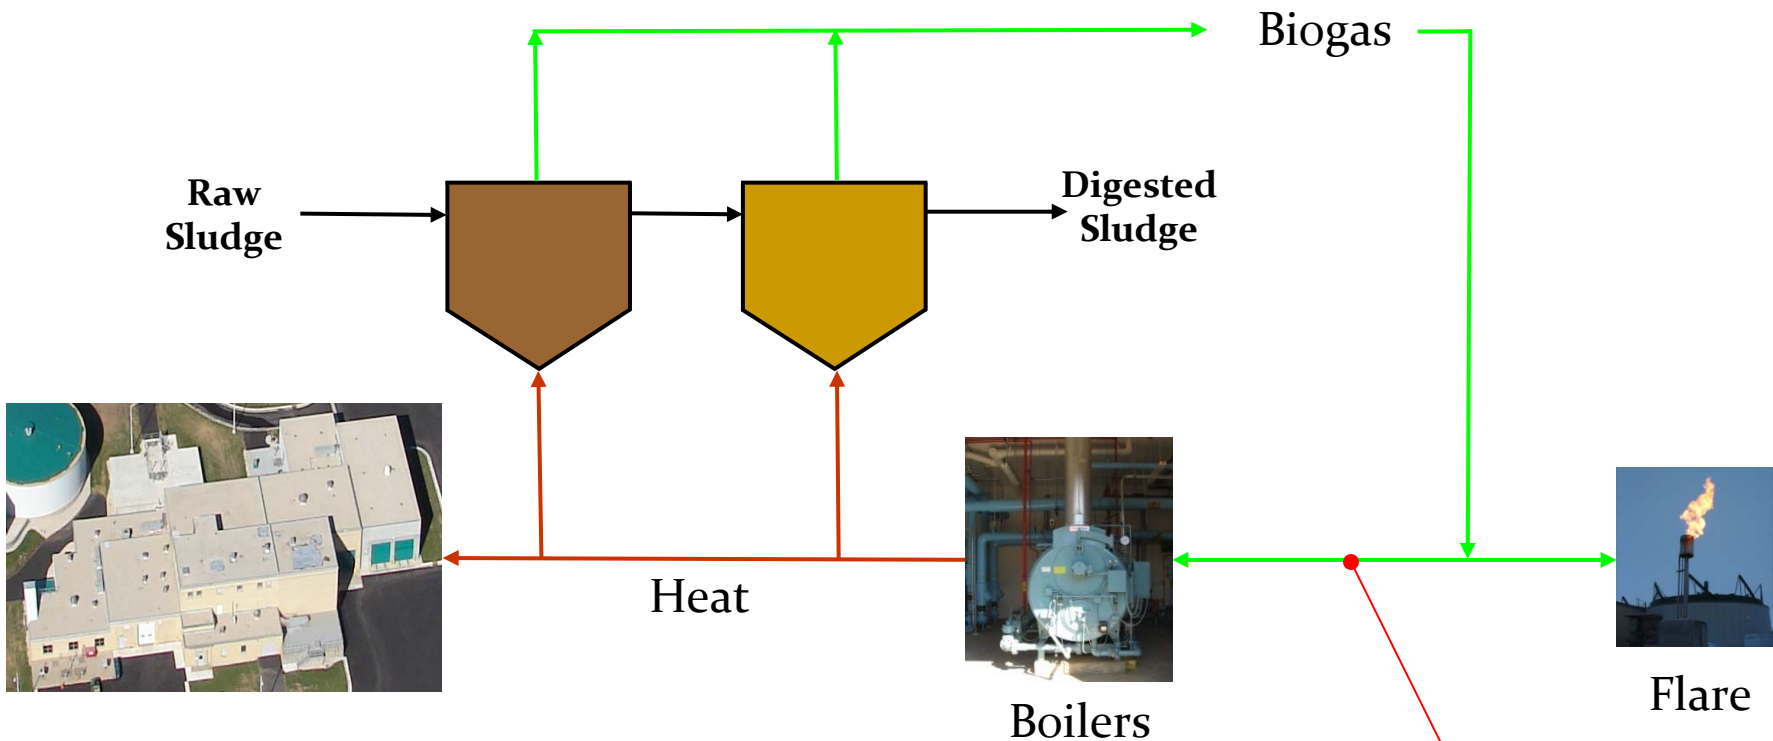 Biogas
Raw
Sludge
Digested
Sludge
Heat
Boilers
Flare